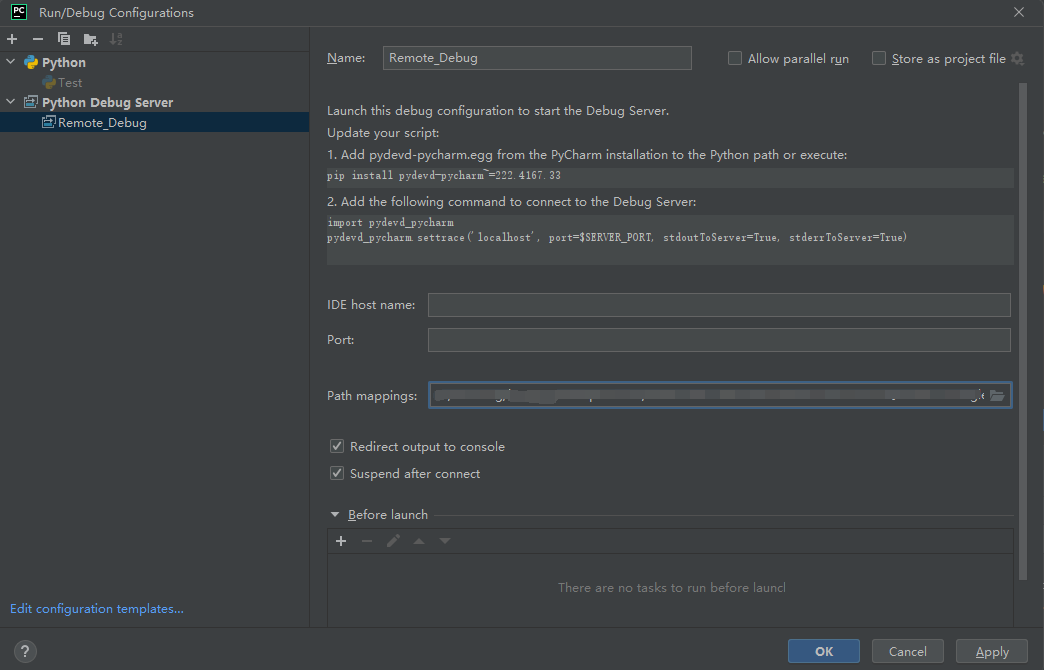 PC Run/Debug Configurations
Python
Test
Python Debug Server
Remote_Debug
Edit configuration templates...
Name: Remote_Debug Allow parallel run Store as project file
Launch this debug configuration to start the Debug Server.
Update your script:
1. Add pydevd-pycharm.egg from the PyCharm installation to the Python path or execute:
pip install pydevd-pycharm~=222.4167.33
2. Add the following command to connect to the Debug Server:
import pydevd_pycharm
pydevd_pycharm.settrace('localhost', port=$SERVER_PORT, stdoutToServer=True, stderrToServer=True)
IDE host name:
Port:
Path mappings:
Redirect output to console
Suspend after connect
Before launch
There are no tasks to run before launcl
? OK Cancel Apply